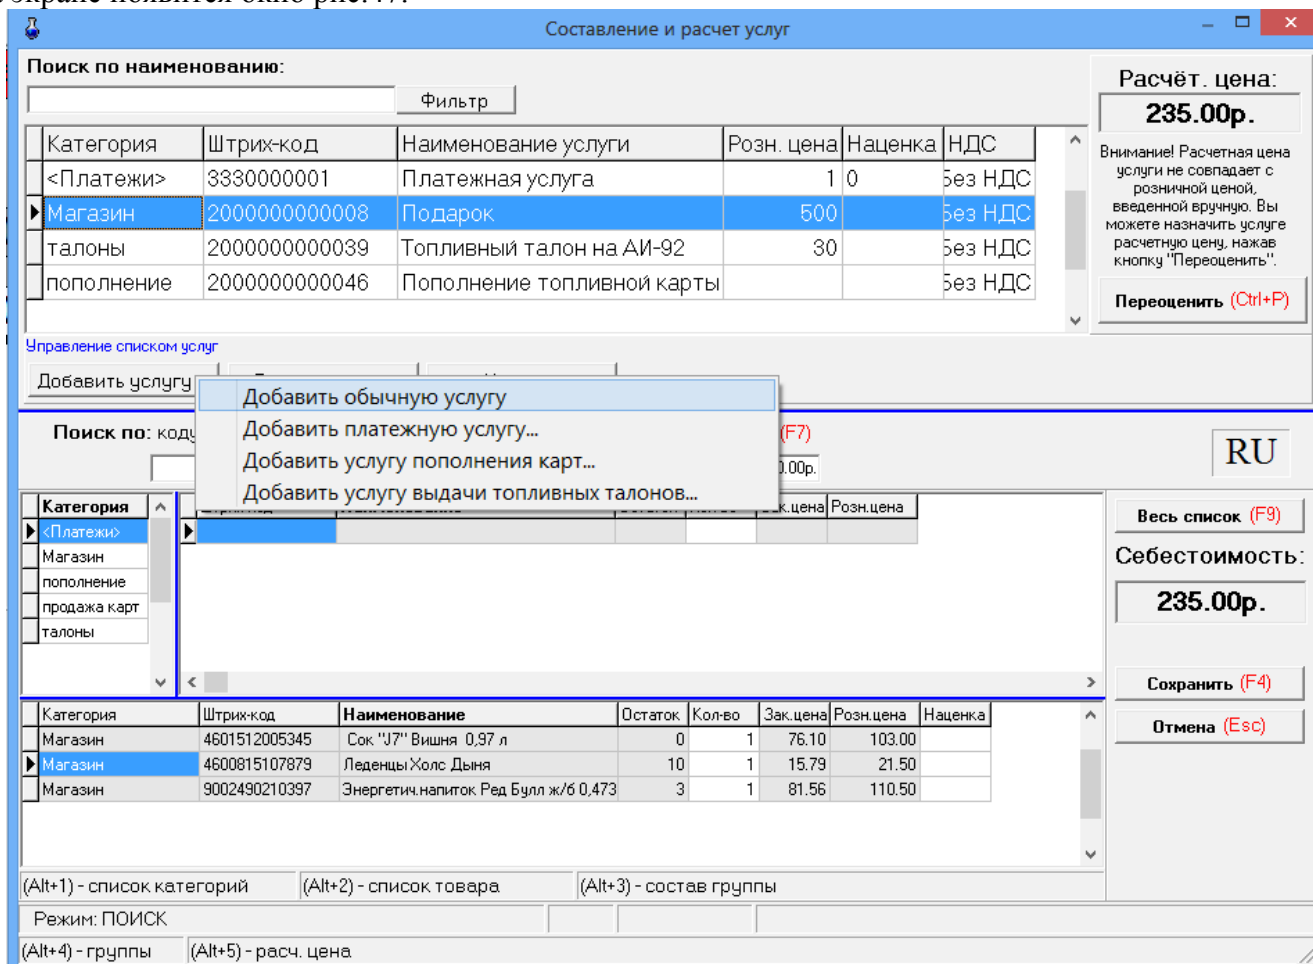 экране появится окно рис.47.
Составление и расчет услуг
Поиск по наименованию:
Фильтр
Категория Штрих-код Наименование услуги Розн. цена Наценка НДС
<Платежи> 3330000001 Платежная услуга 1 0 Без НДС
Магазин 2000000000008 Подарок 500 Без НДС
талоны 2000000000039 Топливный талон на АИ-92 30 Без НДС
пополнение 2000000000046 Пополнение топливной карты Без НДС
Расчёт. цена:
235.00р.
Внимание! Расчетная цена
услуги не совпадает с
розничной ценой,
введенной вручную. Вы
можете назначить услуге
расчетную цену, нажав
кнопку "Переоценить".
Переоценить (Ctrl+P)
Управление списком услуг
Добавить услугу
Добавить обычную услугу
Добавить платежную услугу...
Добавить услугу пополнения карт...
Добавить услугу выдачи топливных талонов...
Поиск по: коду (F7)
0.00р.
RU
Категория
<Платежи>
Магазин
пополнение
продажа карт
талоны
Зак.цена Розн.цена
Весь список (F9)
Себестоимость:
235.00р.
Сохранить (F4)
Отмена (Esc)
Категория Штрих-код Наименование Остаток Кол-во Зак.цена Розн.цена Наценка
Магазин 4601512005345 Сок "J7" Вишня 0,97 л 0 1 76.10 103.00
Магазин 4600815107879 Леденцы Холс Дыня 10 1 15.79 21.50
Магазин 9002490210397 Энергетич.напиток Ред Булл ж/б 0,473 3 1 81.56 110.50
(Alt+1) - список категорий (Alt+2) - список товара (Alt+3) - состав группы
Режим: ПОИСК
(Alt+4) - группы (Alt+5) - расч. цена